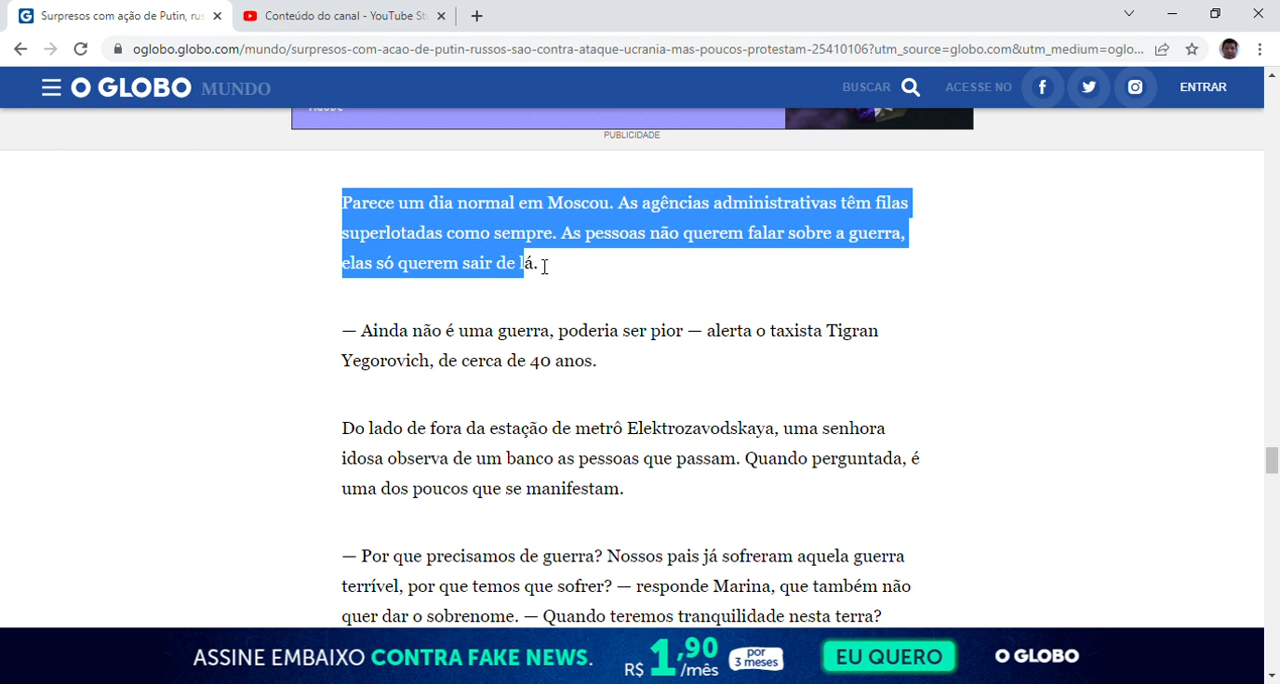 Surpresos com ação de Putin, rus
Conteúdo do canal - YouTube St
oglobo.globo.com/mundo/surpresos-com-acao-de-putin-russos-sao-contra-ataque-ucrania-mas-poucos-protestam-25410106?utm_source=globo.com&utm_medium=oglo...
O GLOBO MUNDO
BUSCAR
ACESSE NO
ENTRAR
PUBLICIDADE
Parece um dia normal em Moscou. As agências administrativas têm filas
superlotadas como sempre. As pessoas não querem falar sobre a guerra,
elas só querem sair de lá.
— Ainda não é uma guerra, poderia ser pior — alerta o taxista Tigran
Yegorovich, de cerca de 40 anos.
Do lado de fora da estação de metrô Elektrozavodskaya, uma senhora
idosa observa de um banco as pessoas que passam. Quando perguntada, é
uma dos poucos que se manifestam.
— Por que precisamos de guerra? Nossos pais já sofreram aquela guerra
terrível, por que temos que sofrer? — responde Marina, que também não
quer dar o sobrenome. — Quando teremos tranquilidade nesta terra?
ASSINE EMBAIXO CONTRA FAKE NEWS.
R$ 1,90 /mês
por 3 meses
EU QUERO
O GLOBO